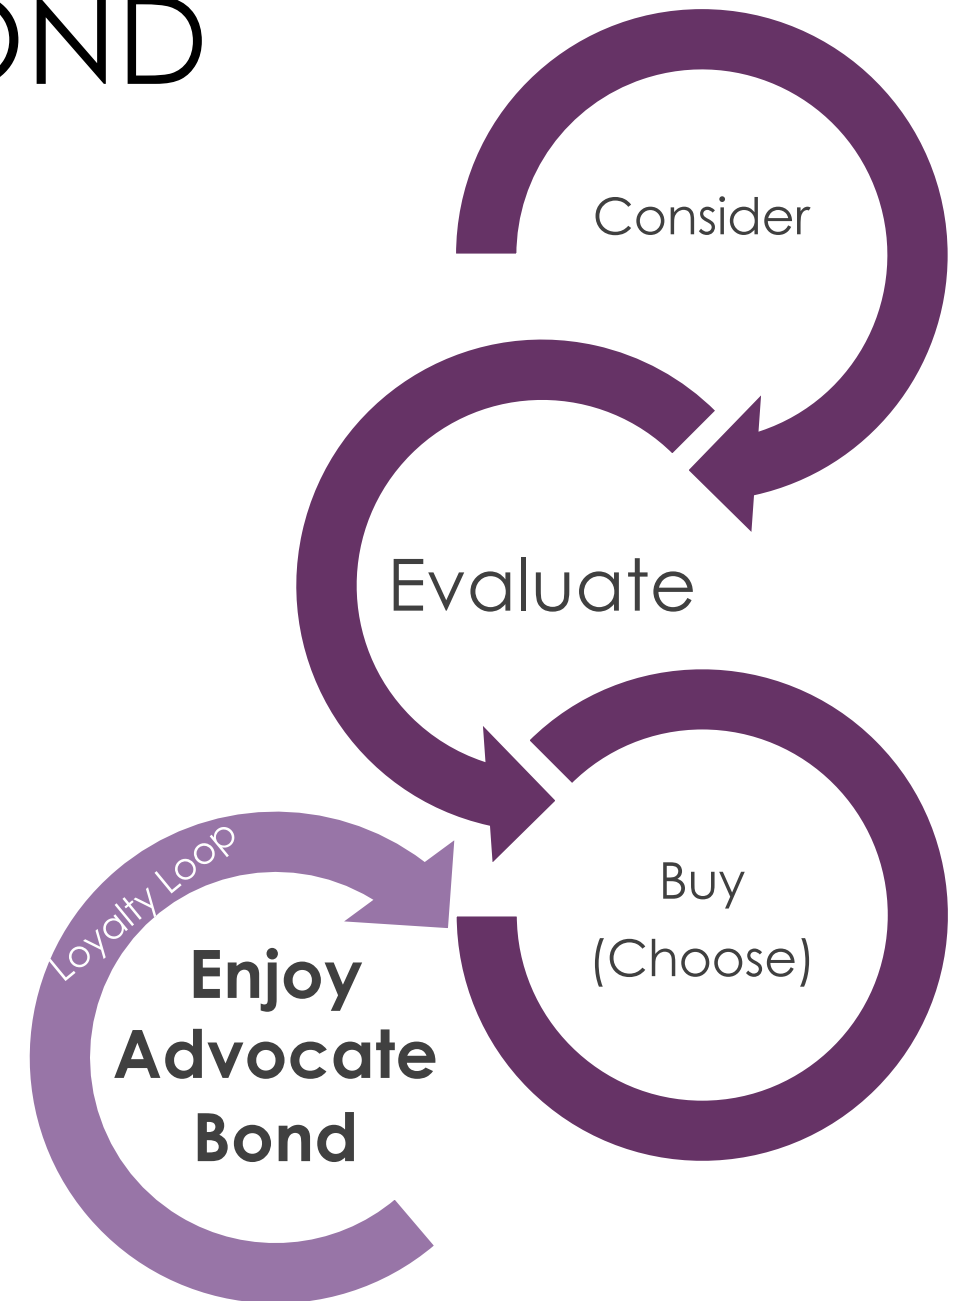 OND
Consider
Evaluate
Buy
(Choose)
Loyalty Loop
Enjoy
Advocate
Bond